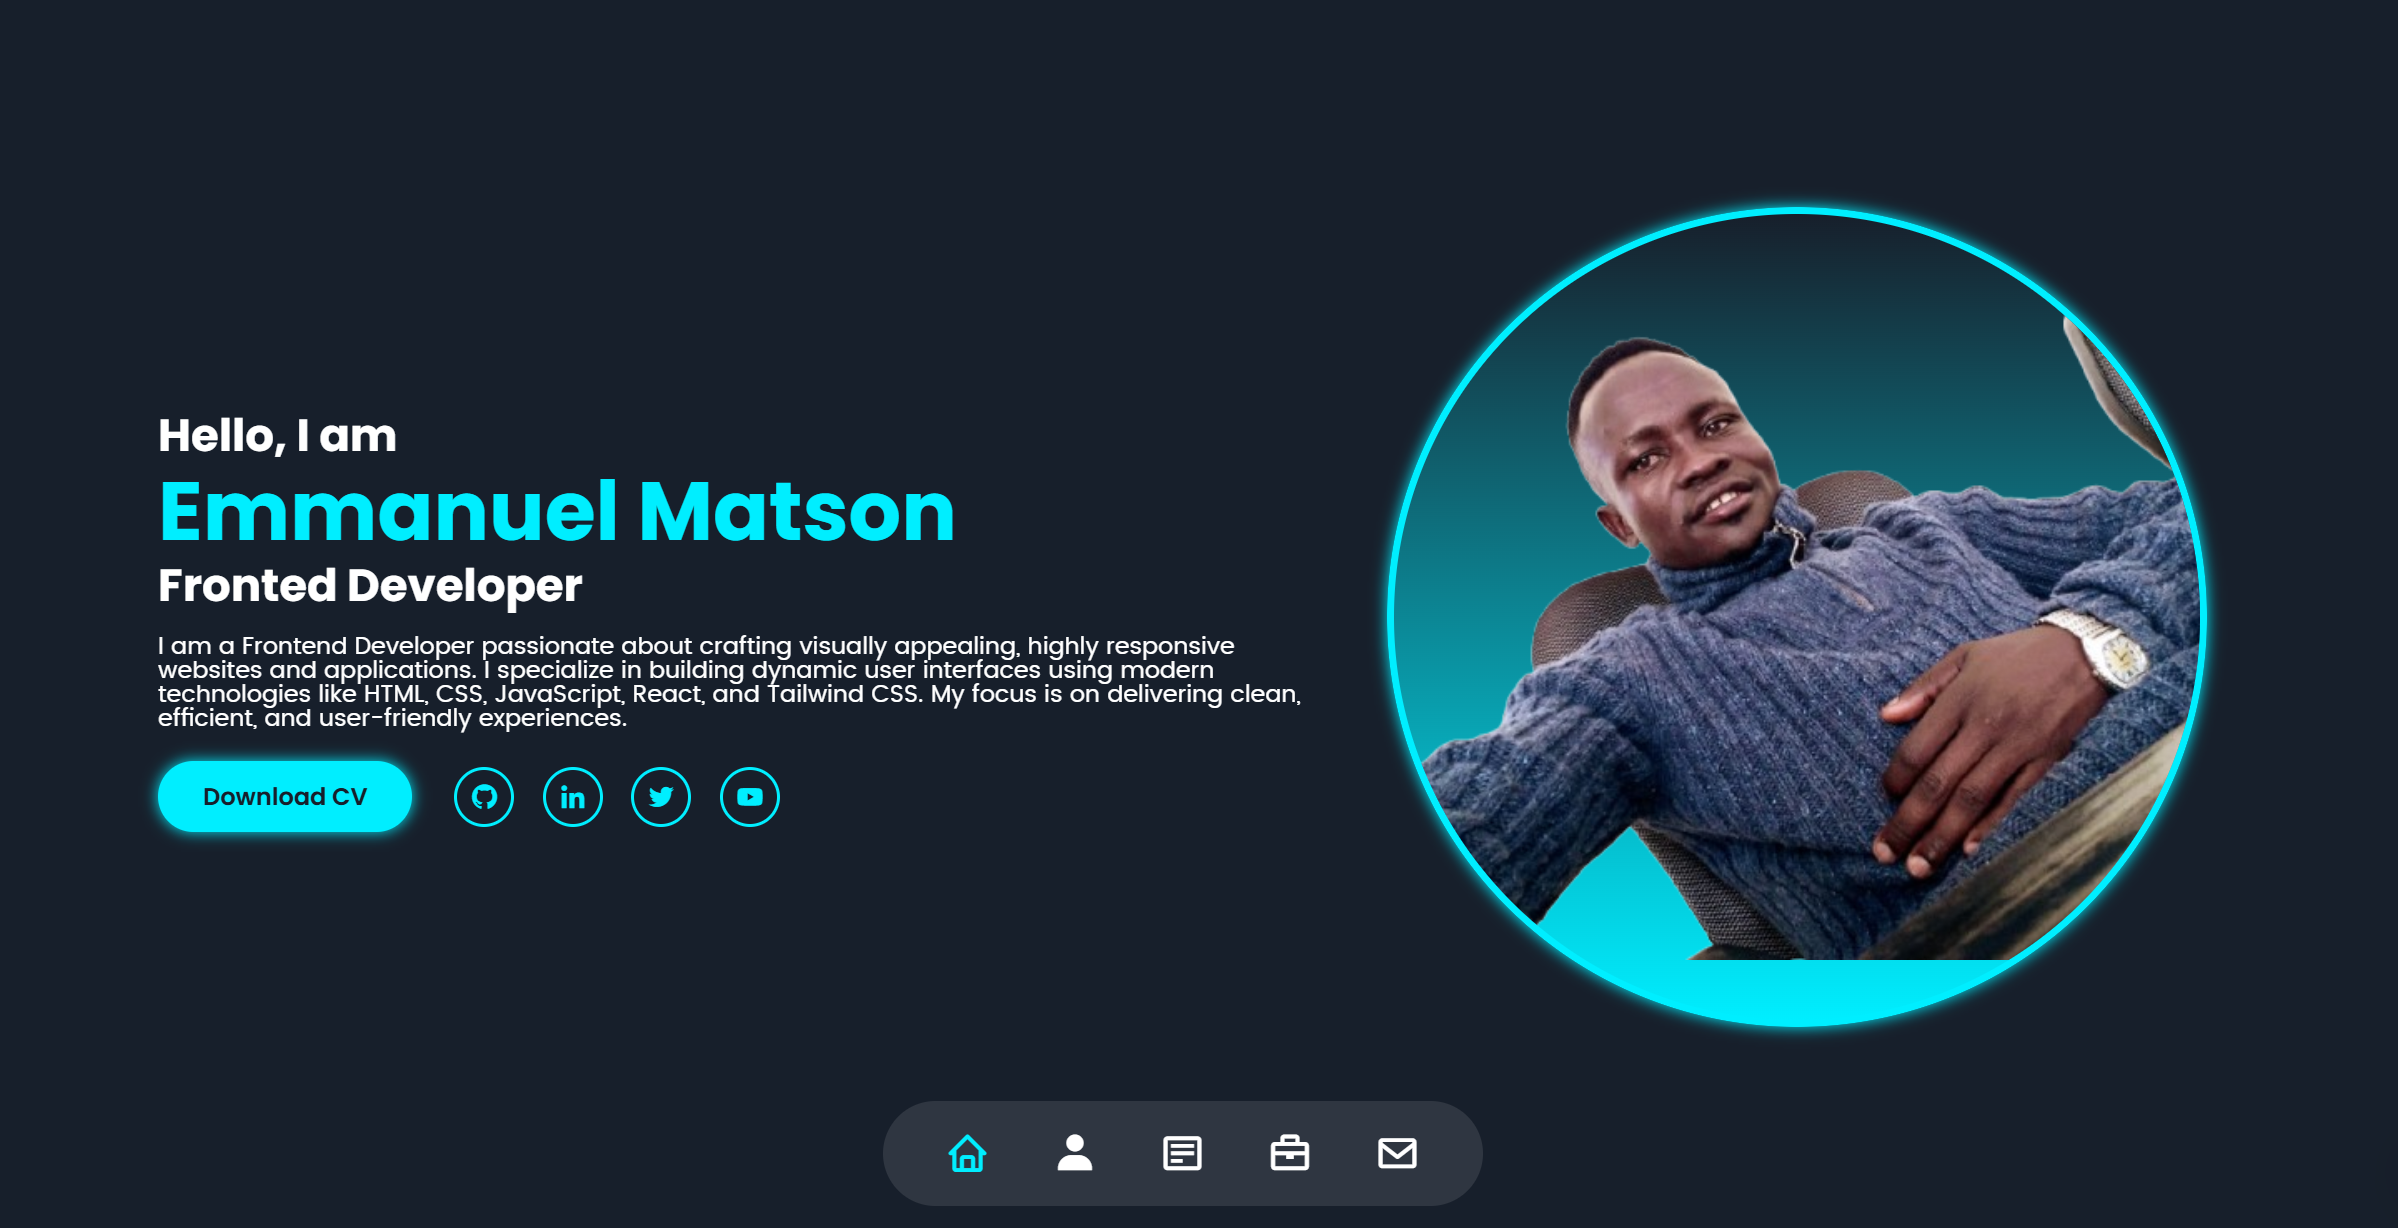 Hello, I am
Emmanuel Matson
Fronted Developer
I am a Frontend Developer passionate about crafting visually appealing, highly responsive
websites and applications. I specialize in building dynamic user interfaces using modern
technologies like HTML, CSS, JavaScript, React, and Tailwind CSS. My focus is on delivering clean,
efficient, and user-friendly experiences.
Download CV